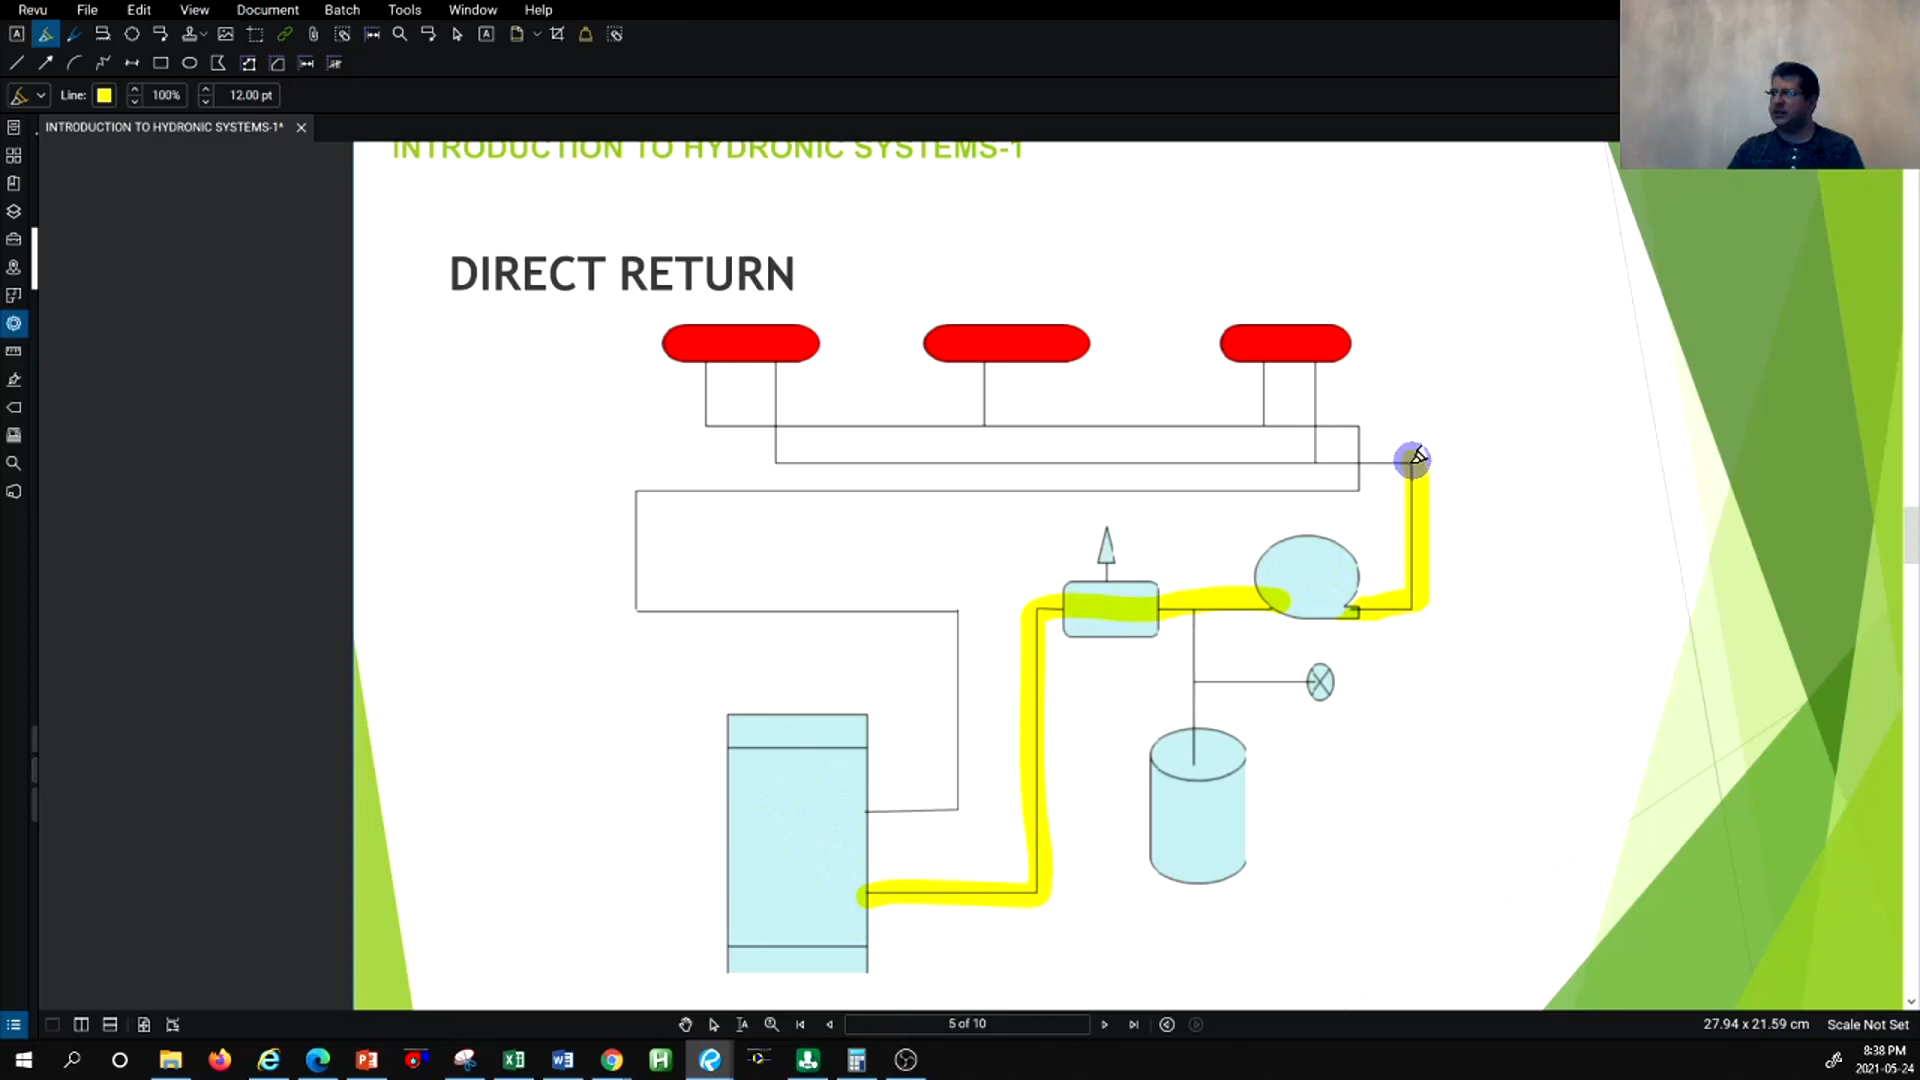 Revu File Edit View Document Batch Tools Window Help
Line: 100% 12.00 pt
INTRODUCTION TO HYDRONIC SYSTEMS-1*
INTRODUCTION TO HYDRONIC SYSTEMS-1
DIRECT RETURN
5 of 10
27.94 x 21.59 cm Scale Not Set
8:38 PM
2021-05-24